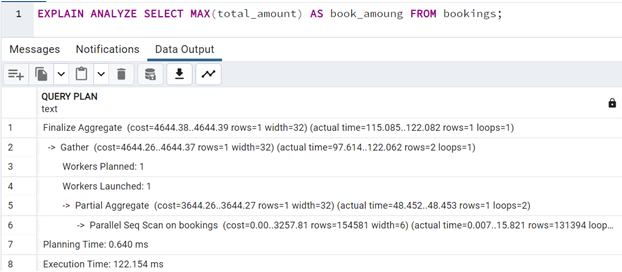 1 EXPLAIN ANALYZE SELECT MAX(total_amount) AS book_amoung FROM bookings;
Messages Notifications Data Output
QUERY PLAN
text
1 Finalize Aggregate (cost=4644.38..4644.39 rows=1 width=32) (actual time=115.085..122.082 rows=1 loops=1)
2 -> Gather (cost=4644.26..4644.37 rows=1 width=32) (actual time=97.614..122.062 rows=2 loops=1)
3 Workers Planned: 1
4 Workers Launched: 1
5 -> Partial Aggregate (cost=3644.26..3644.27 rows=1 width=32) (actual time=48.452..48.453 rows=1 loops=2)
6 -> Parallel Seq Scan on bookings (cost=0.00..3257.81 rows=154581 width=6) (actual time=0.007..15.821 rows=131394 loop...
7 Planning Time: 0.640 ms
8 Execution Time: 122.154 ms